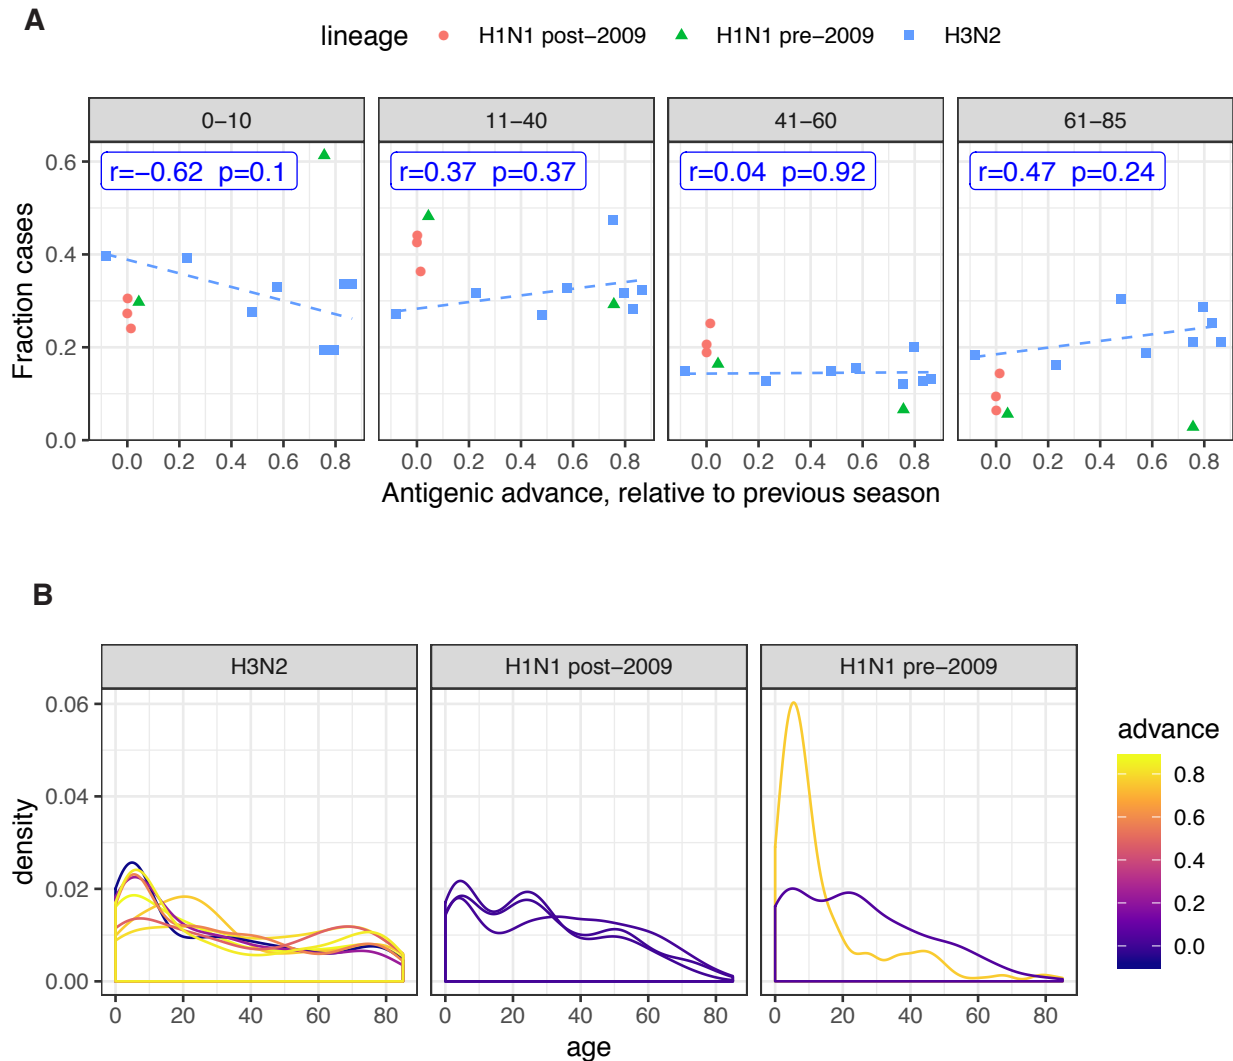 A
lineage H1N1 post−2009 H1N1 pre−2009 H3N2
0−10 11−40 41−60 61−85
r=−0.62 p=0.1 r=0.37 p=0.37 r=0.04 p=0.92 r=0.47 p=0.24
Fraction cases
0.6
0.4
0.2
0.0
0.0 0.2 0.4 0.6 0.8 0.0 0.2 0.4 0.6 0.8 0.0 0.2 0.4 0.6 0.8 0.0 0.2 0.4 0.6 0.8
Antigenic advance, relative to previous season
B
H3N2 H1N1 post−2009 H1N1 pre−2009
density
0.06
0.04
0.02
0.00
0 20 40 60 80 0 20 40 60 80 0 20 40 60 80
age
advance
0.8
0.6
0.4
0.2
0.0